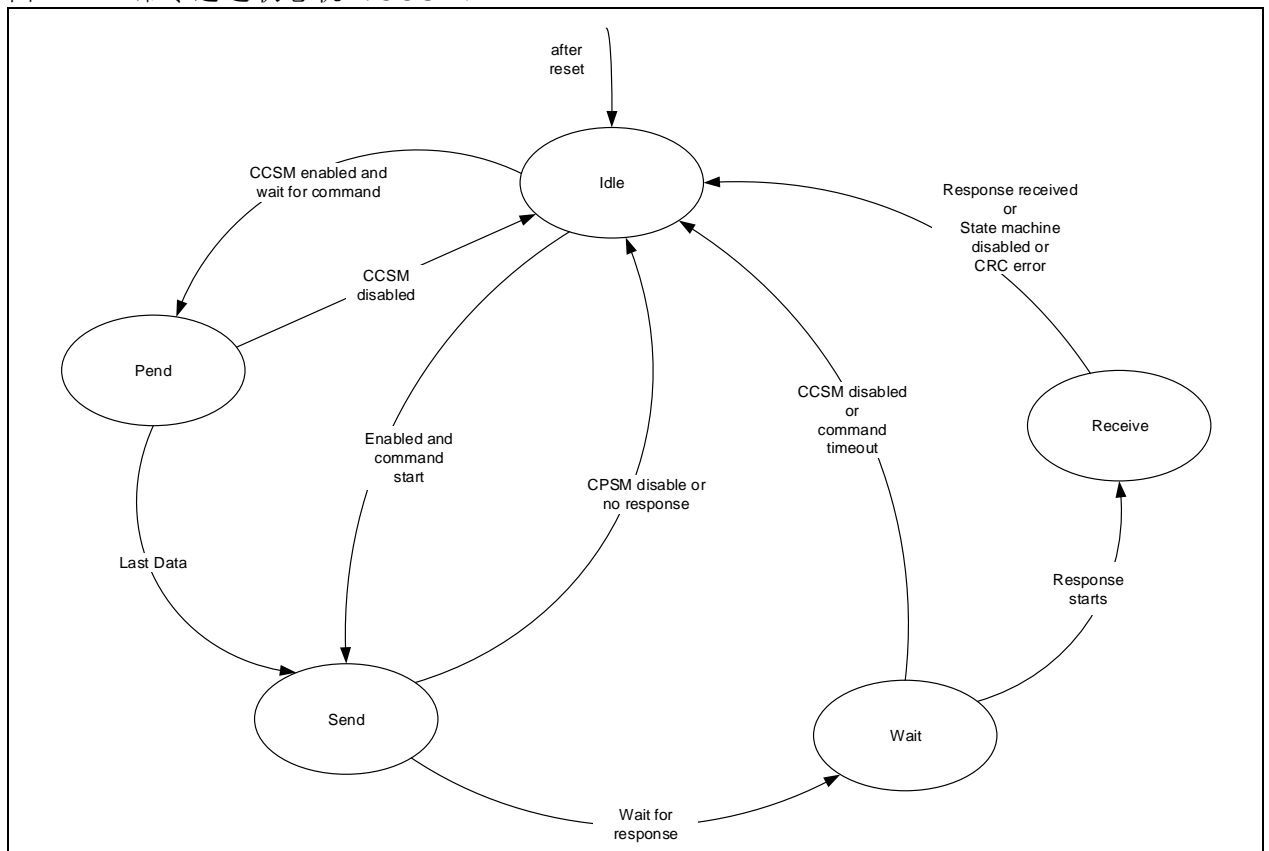 after
reset
Idle
CCSM enabled and
wait for command
Response received
or
State machine
disabled or
CRC error
CCSM
disabled
Pend
CCSM disabled
or
command
timeout
Receive
Enabled and
command
start
CPSM disable or
no response
Last Data
Response
starts
Send
Wait
Wait for
response